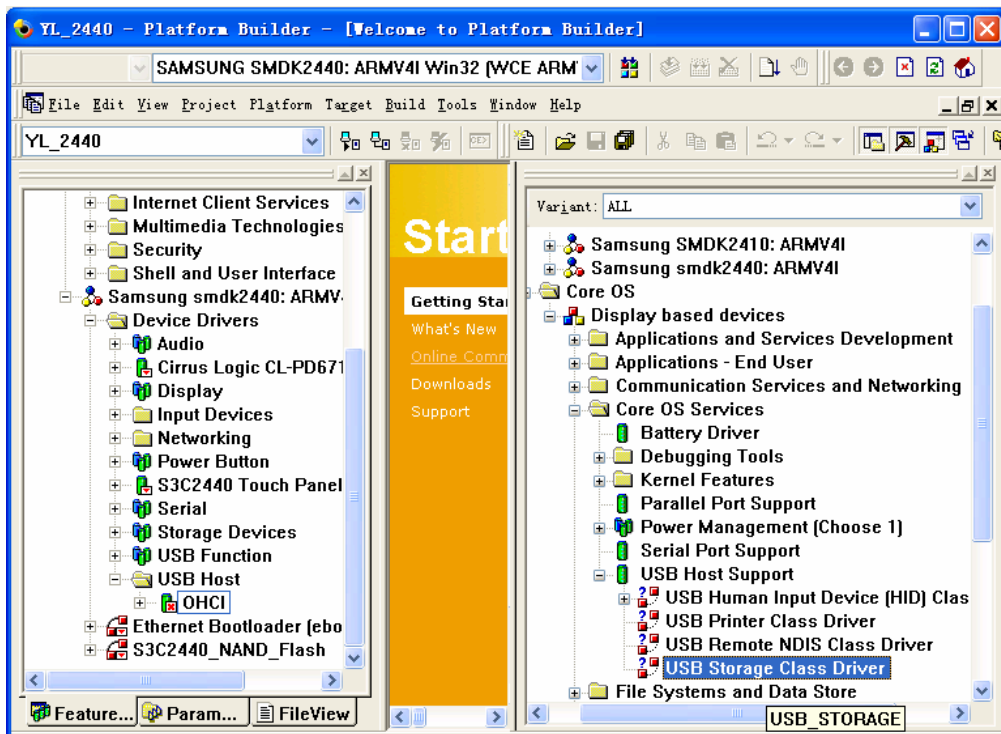 YL_2440 - Platform Builder - [Welcome to Platform Builder]
SAMSUNG SMDK2440: ARMV4I Win32 (WCE ARM
File Edit View Project Platform Target Build Tools Window Help
YL_2440
CE>
Internet Client Services
Multimedia Technologies
Security
Shell and User Interface
Samsung smdk2440: ARMV
Device Drivers
Audio
Cirrus Logic CL-PD671
Display
Input Devices
Networking
Power Button
S3C2440 Touch Panel
Serial
Storage Devices
USB Function
USB Host
OHCI
Ethernet Bootloader (ebo
S3C2440_NAND_Flash
Feature... Param... FileView
Start
Getting Star
What's New
Online Comm
Downloads
Support
Variant: ALL
Samsung SMDK2410: ARMV4I
Samsung smdk2440: ARMV4I
Core OS
Display based devices
Applications and Services Development
Applications - End User
Communication Services and Networking
Core OS Services
Battery Driver
Debugging Tools
Kernel Features
Parallel Port Support
Power Management (Choose 1)
Serial Port Support
USB Host Support
USB Human Input Device (HID) Clas
USB Printer Class Driver
USB Remote NDIS Class Driver
USB Storage Class Driver
File Systems and Data Store
USB_STORAGE